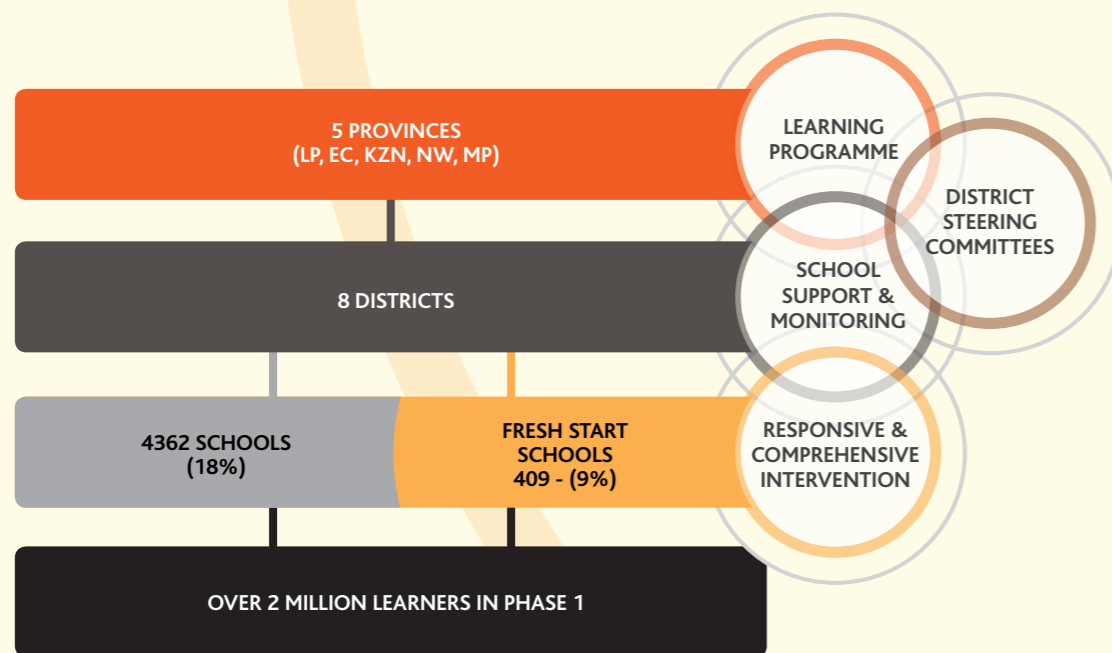 5 PROVINCES
(LP, EC, KZN, NW, MP)
LEARNING
PROGRAMME
DISTRICT
STEERING
COMMITTEES
8 DISTRICTS
SCHOOL
SUPPORT &
MONITORING
4362 SCHOOLS
(18%)
FRESH START
SCHOOLS
409 - (9%)
RESPONSIVE &
COMPREHENSIVE
INTERVENTION
OVER 2 MILLION LEARNERS IN PHASE 1